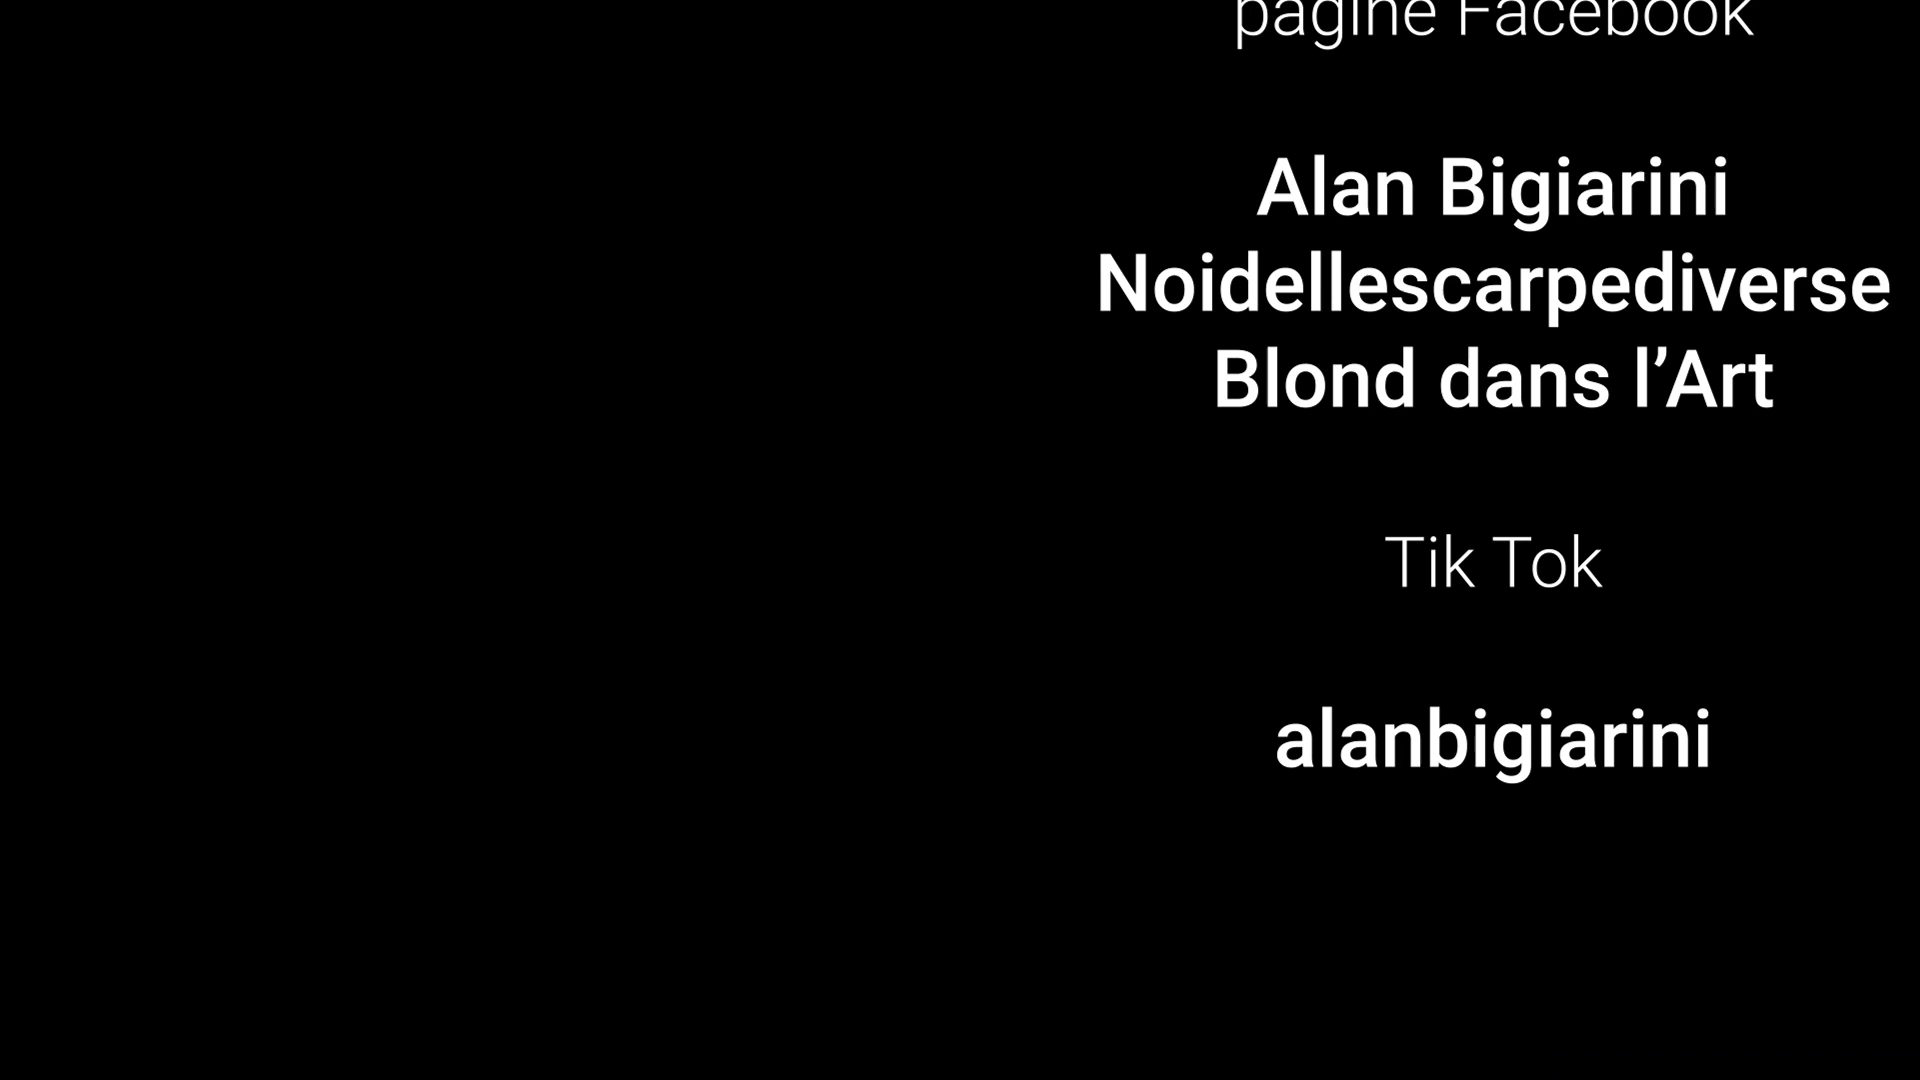 pagine Facebook
Alan Bigiarini
Noidellescarpediverse
Blond dans l’Art
Tik Tok
alanbigiarini